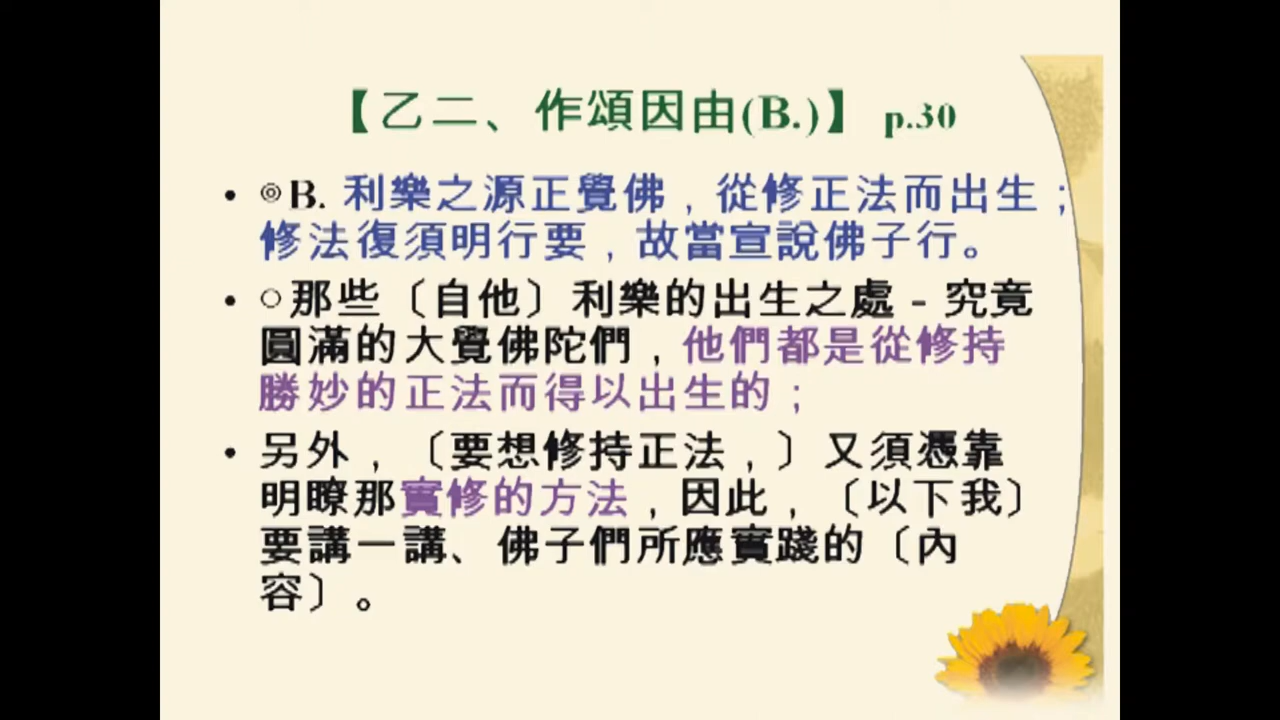 【乙二、作頌因由(B.)】 p.30
• ◎B. 利樂之源正覺佛，從修正法而出生；
修法復須明行要，故當宣說佛子行。
• ○那些〔自他〕利樂的出生之處－究竟
圓滿的大覺佛陀們，他們都是從修持
勝妙的正法而得以出生的；
• 另外，〔要想修持正法，〕又須憑靠
明瞭那實修的方法，因此，〔以下我〕
要講一講、佛子們所應實踐的〔內
容〕。